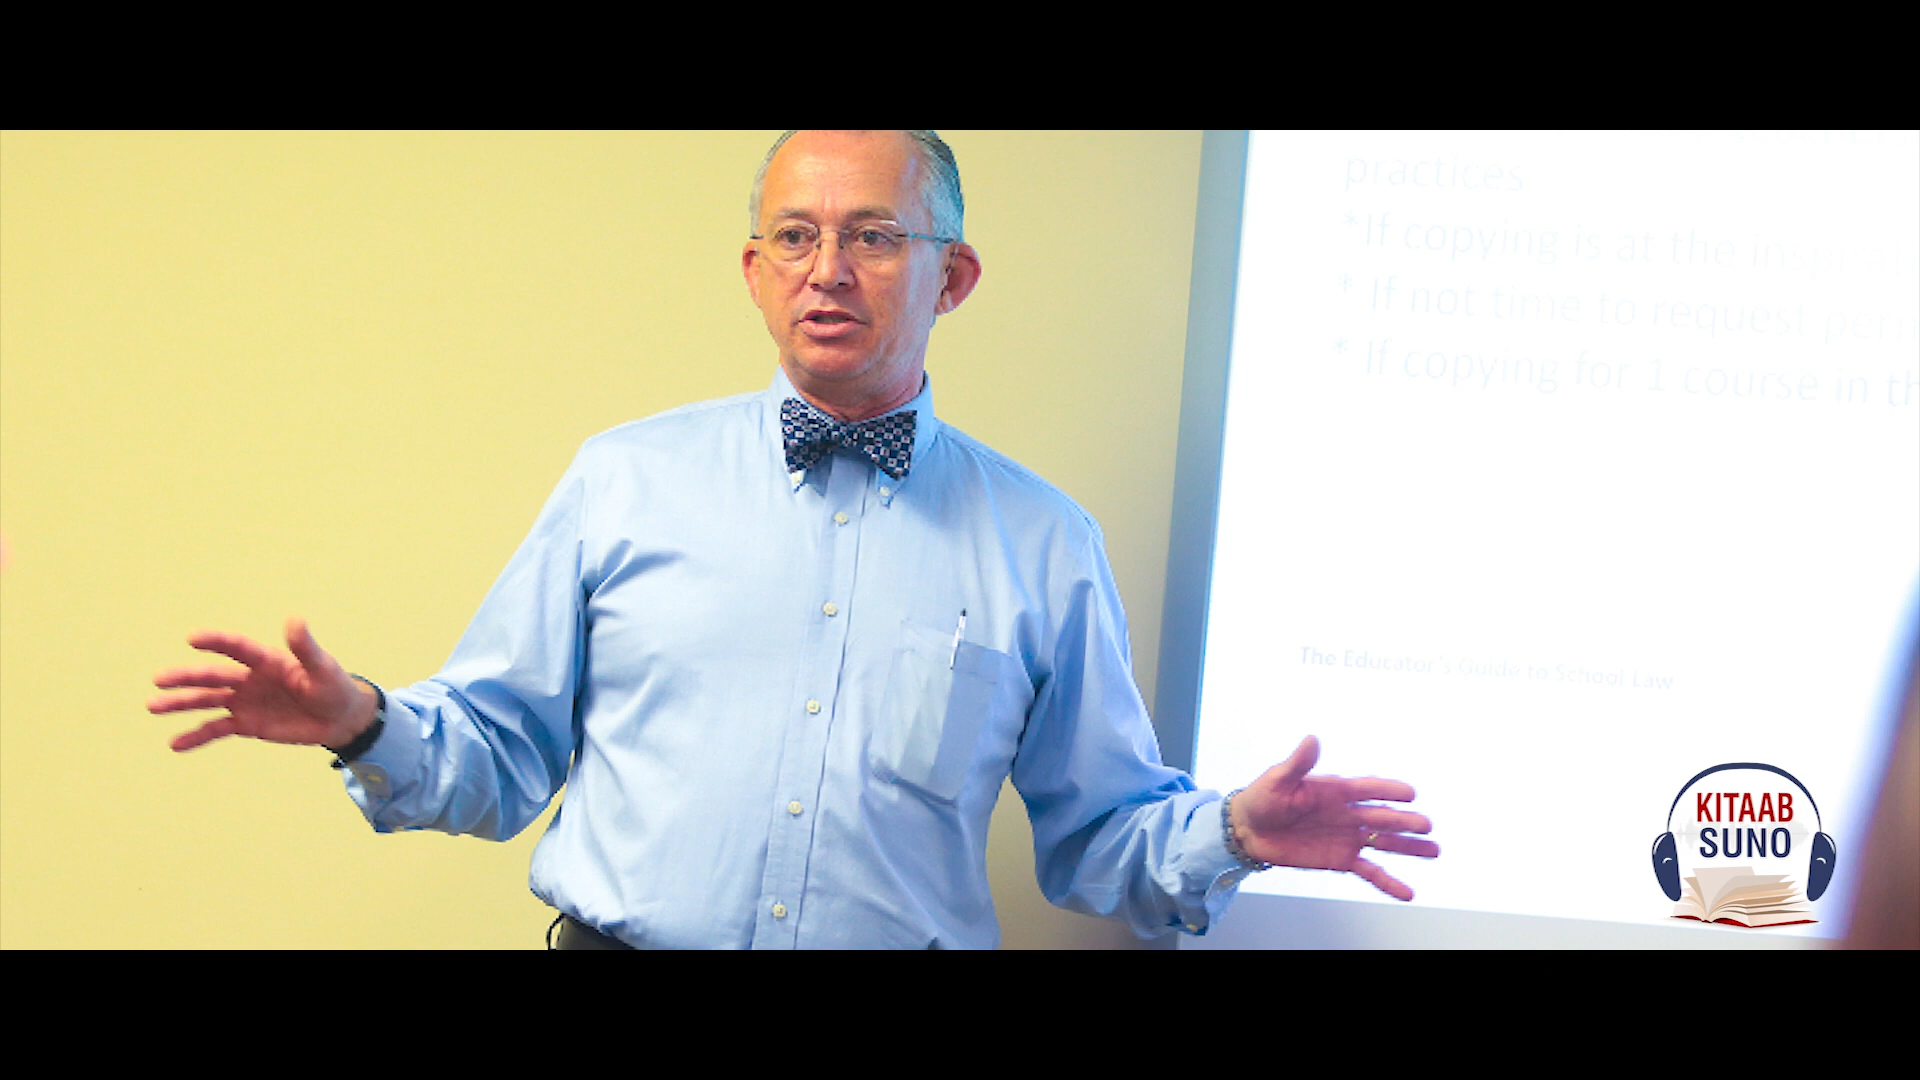 practices
*If copying is at the
* If not time to request
* If copying for 1 course in
The Educator's Guide to School Law
KITAAB
SUNO